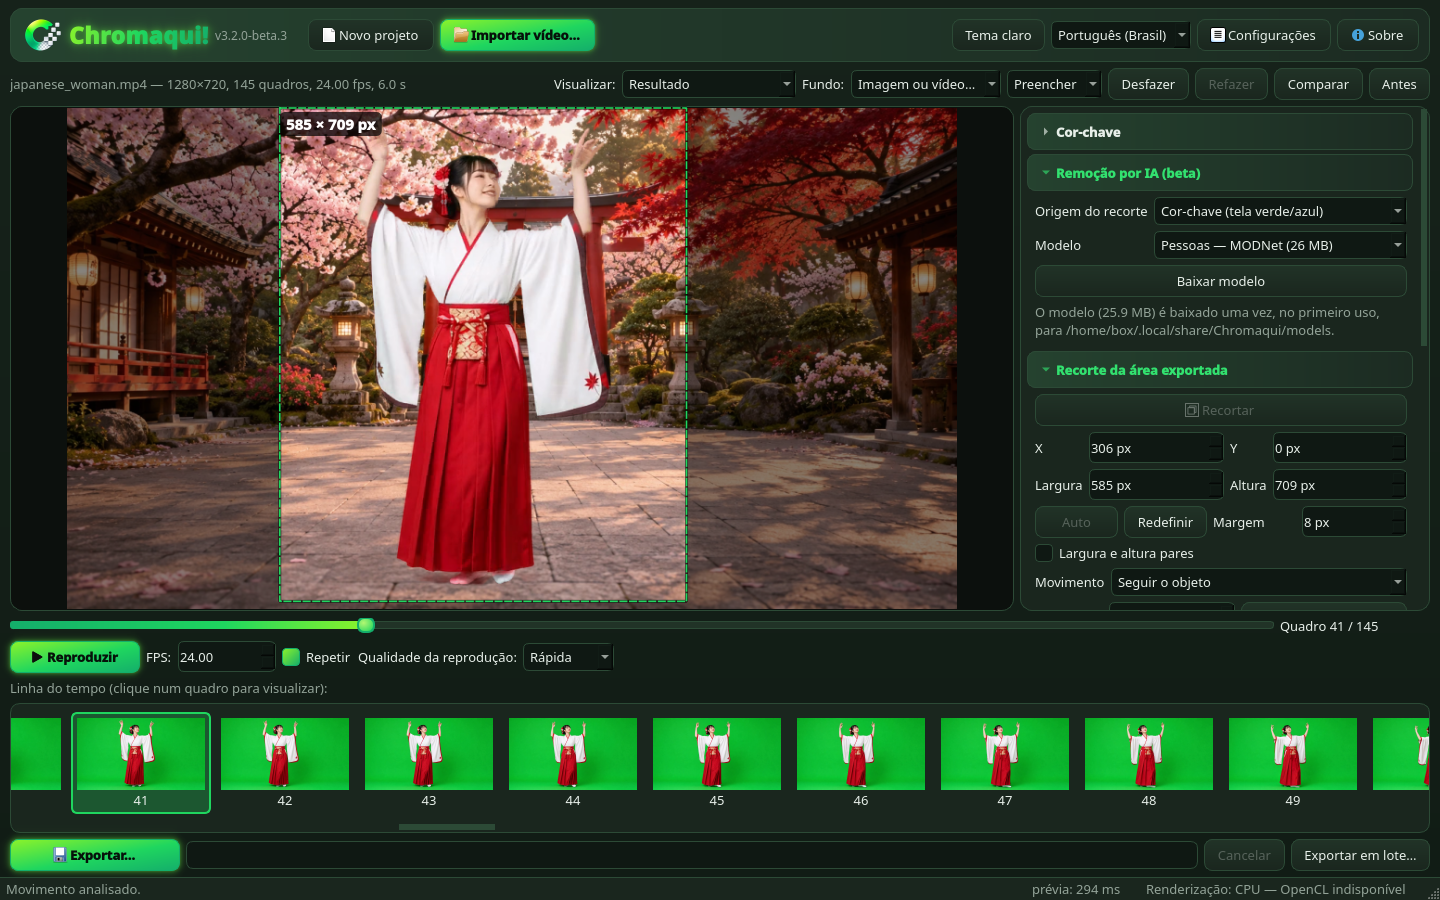 Chromaqui! v3.2.0-beta.3 Novo projeto Importar vídeo... Tema claro Português (Brasil) Configurações Sobre
japanese_woman.mp4 — 1280×720, 145 quadros, 24.00 fps, 6.0 s Visualizar: Resultado Fundo: Imagem ou vídeo... Preencher Desfazer Refazer Comparar Antes
585 × 709 px
Cor-chave
Remoção por IA (beta)
Origem do recorte Cor-chave (tela verde/azul)
Modelo Pessoas — MODNet (26 MB)
Baixar modelo
O modelo (25.9 MB) é baixado uma vez, no primeiro uso,
para /home/box/.local/share/Chromaqui/models.
Recorte da área exportada
Recortar
X 306 px Y 0 px
Largura 585 px Altura 709 px
Auto Redefinir Margem 8 px
Largura e altura pares
Movimento Seguir o objeto
Quadro 41 / 145
Reproduzir FPS: 24.00 Repetir Qualidade da reprodução: Rápida
Linha do tempo (clique num quadro para visualizar):
41 42 43 44 45 46 47 48 49
Exportar... Cancelar Exportar em lote...
Movimento analisado. prévia: 294 ms Renderização: CPU — OpenCL indisponível